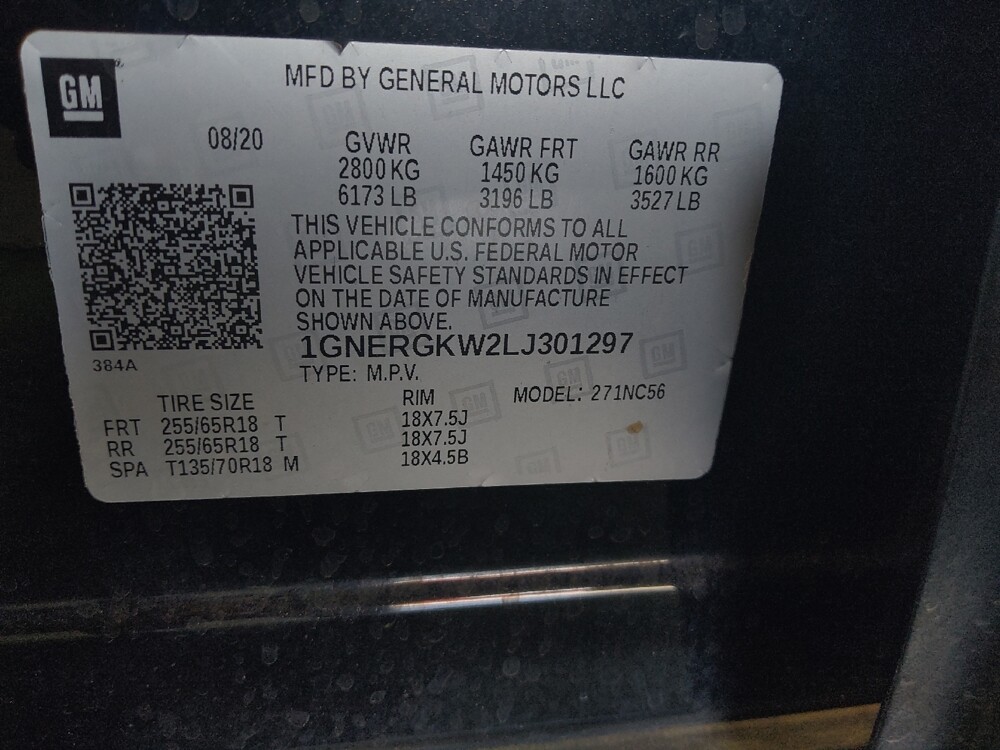 GM
MFD BY GENERAL MOTORS LLC
08/20 GVWR GAWR FRT GAWR RR
2800 KG 1450 KG 1600 KG
6173 LB 3196 LB 3527 LB
THIS VEHICLE CONFORMS TO ALL
APPLICABLE U.S. FEDERAL MOTOR
VEHICLE SAFETY STANDARDS IN EFFECT
ON THE DATE OF MANUFACTURE
SHOWN ABOVE.
1GNERGKW2LJ301297
384A
TYPE: M.P.V.
TIRE SIZE RIM MODEL: 271NC56
FRT 255/65R18 T 18X7.5J
RR 255/65R18 T 18X7.5J
SPA T135/70R18 M 18X4.5B